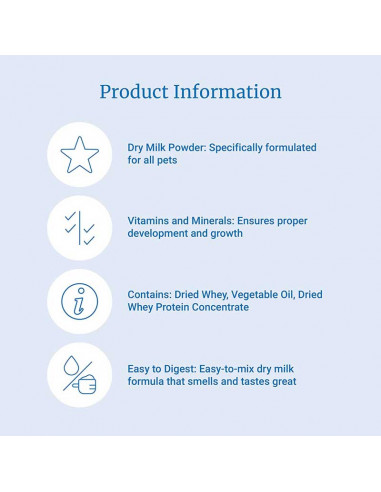 Product Information
Dry Milk Powder: Specifically formulated
for all pets
Vitamins and Minerals: Ensures proper
development and growth
Contains: Dried Whey, Vegetable Oil, Dried
Whey Protein Concentrate
Easy to Digest: Easy-to-mix dry milk
formula that smells and tastes great